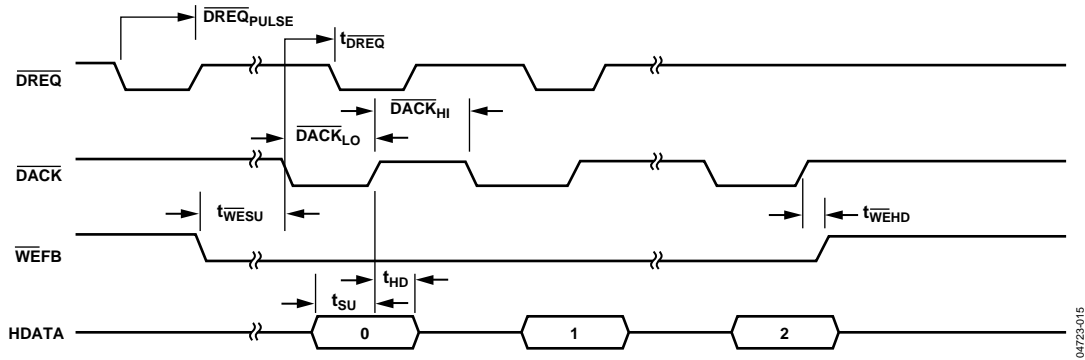 DREQPULSE
tDREQ
DREQ
DACKHI
DACKLO
DACK
tWESU
tWEHD
WEFB
tHD
tSU
HDATA
0
1
2
04723-015